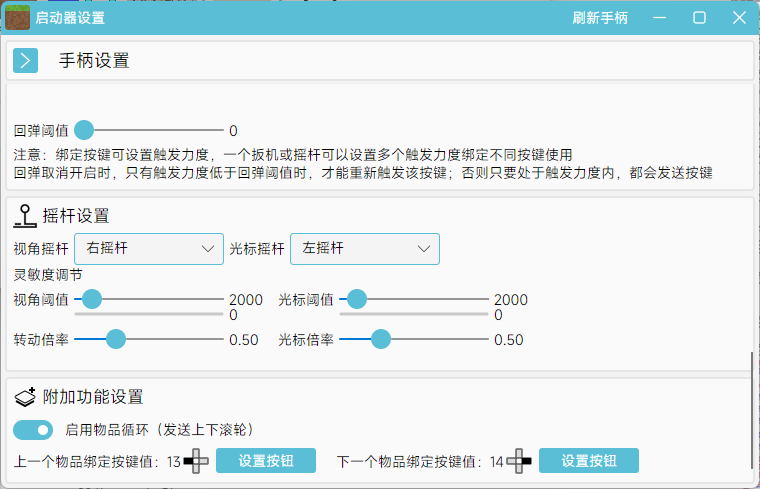 启动器设置 刷新手柄
手柄设置
回弹阈值 0
注意：绑定按键可设置触发力度，一个扳机或摇杆可以设置多个触发力度绑定不同按键使用
回弹取消开启时，只有触发力度低于回弹阈值时，才能重新触发该按键；否则只要处于触发力度内，都会发送按键
摇杆设置
视角摇杆 右摇杆 光标摇杆 左摇杆
灵敏度调节
视角阈值 2000 光标阈值 2000
0 0
转动倍率 0.50 光标倍率 0.50
附加功能设置
启用物品循环（发送上下滚轮）
上一个物品绑定按键值：13 设置按钮 下一个物品绑定按键值：14 设置按钮